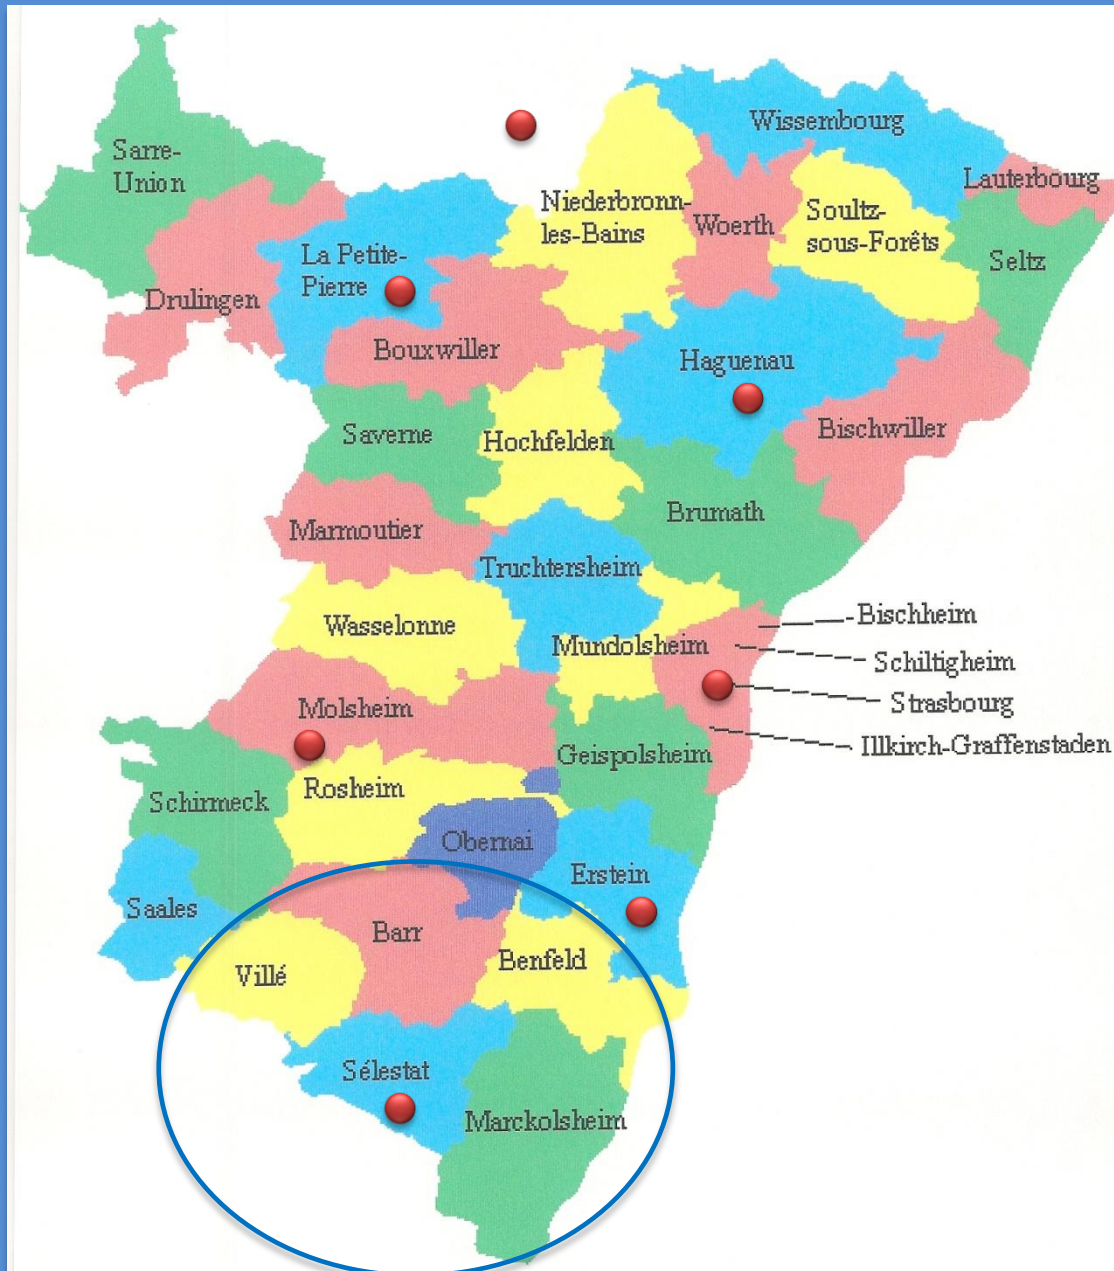 Wissembourg
Sarre-
Union
Lauterbourg
Niederbronn-
les-Bains
Woerth
Soultz-
sous-Forêts
Seltz
La Petite-
Pierre
Drulingen
Bouxwiller
Haguenau
Saverne
Hochfelden
Bischwiller
Brumath
Marmoutier
Truchtersheim
Wasselonne
Mundolsheim
Bischheim
Schiltigheim
Strasbourg
Illkirch-Graffenstaden
Molsheim
Geispolsheim
Rosheim
Schirmeck
Obernai
Erstein
Saales
Barr
Benfeld
Villé
Sélestat
Marckolsheim